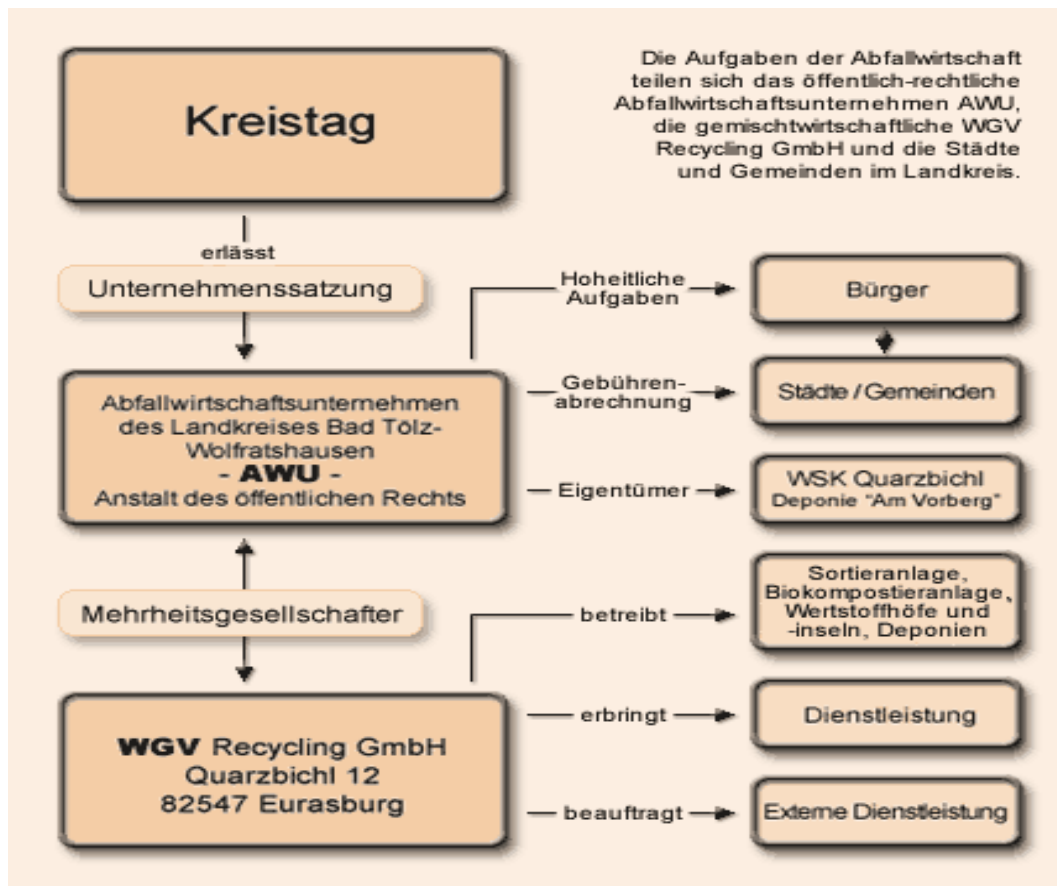 Kreistag
Die Aufgaben der Abfallwirtschaft
teilen sich das öffentlich-rechtliche
Abfallwirtschaftsunternehmen AWU,
die gemischtwirtschaftliche WGV
Recycling GmbH und die Städte
und Gemeinden im Landkreis.
erlässt
Unternehmenssatzung
Hoheitliche
Aufgaben
Bürger
Abfallwirtschaftsunternehmen
des Landkreises Bad Tölz-
Wolfratshausen
- AWU -
Anstalt des öffentlichen Rechts
Gebühren-
abrechnung
Städte / Gemeinden
Eigentümer
WSK Quarzbichl
Deponie "Am Vorberg"
Mehrheitsgesellschafter
betreibt
Sortieranlage,
Biokompostieranlage,
Wertstoffhöfe und
-inseln, Deponien
WGV Recycling GmbH
Quarzbichl 12
82547 Eurasburg
erbringt
Dienstleistung
beauftragt
Externe Dienstleistung